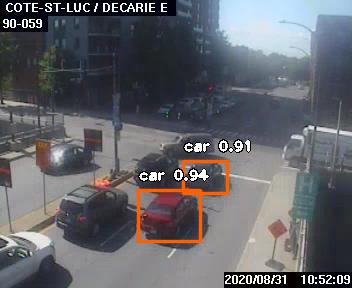 COTE-ST-LUC / DECARIE E
90-059
car 0.91
car 0.94
2020/08/31 10:52:09